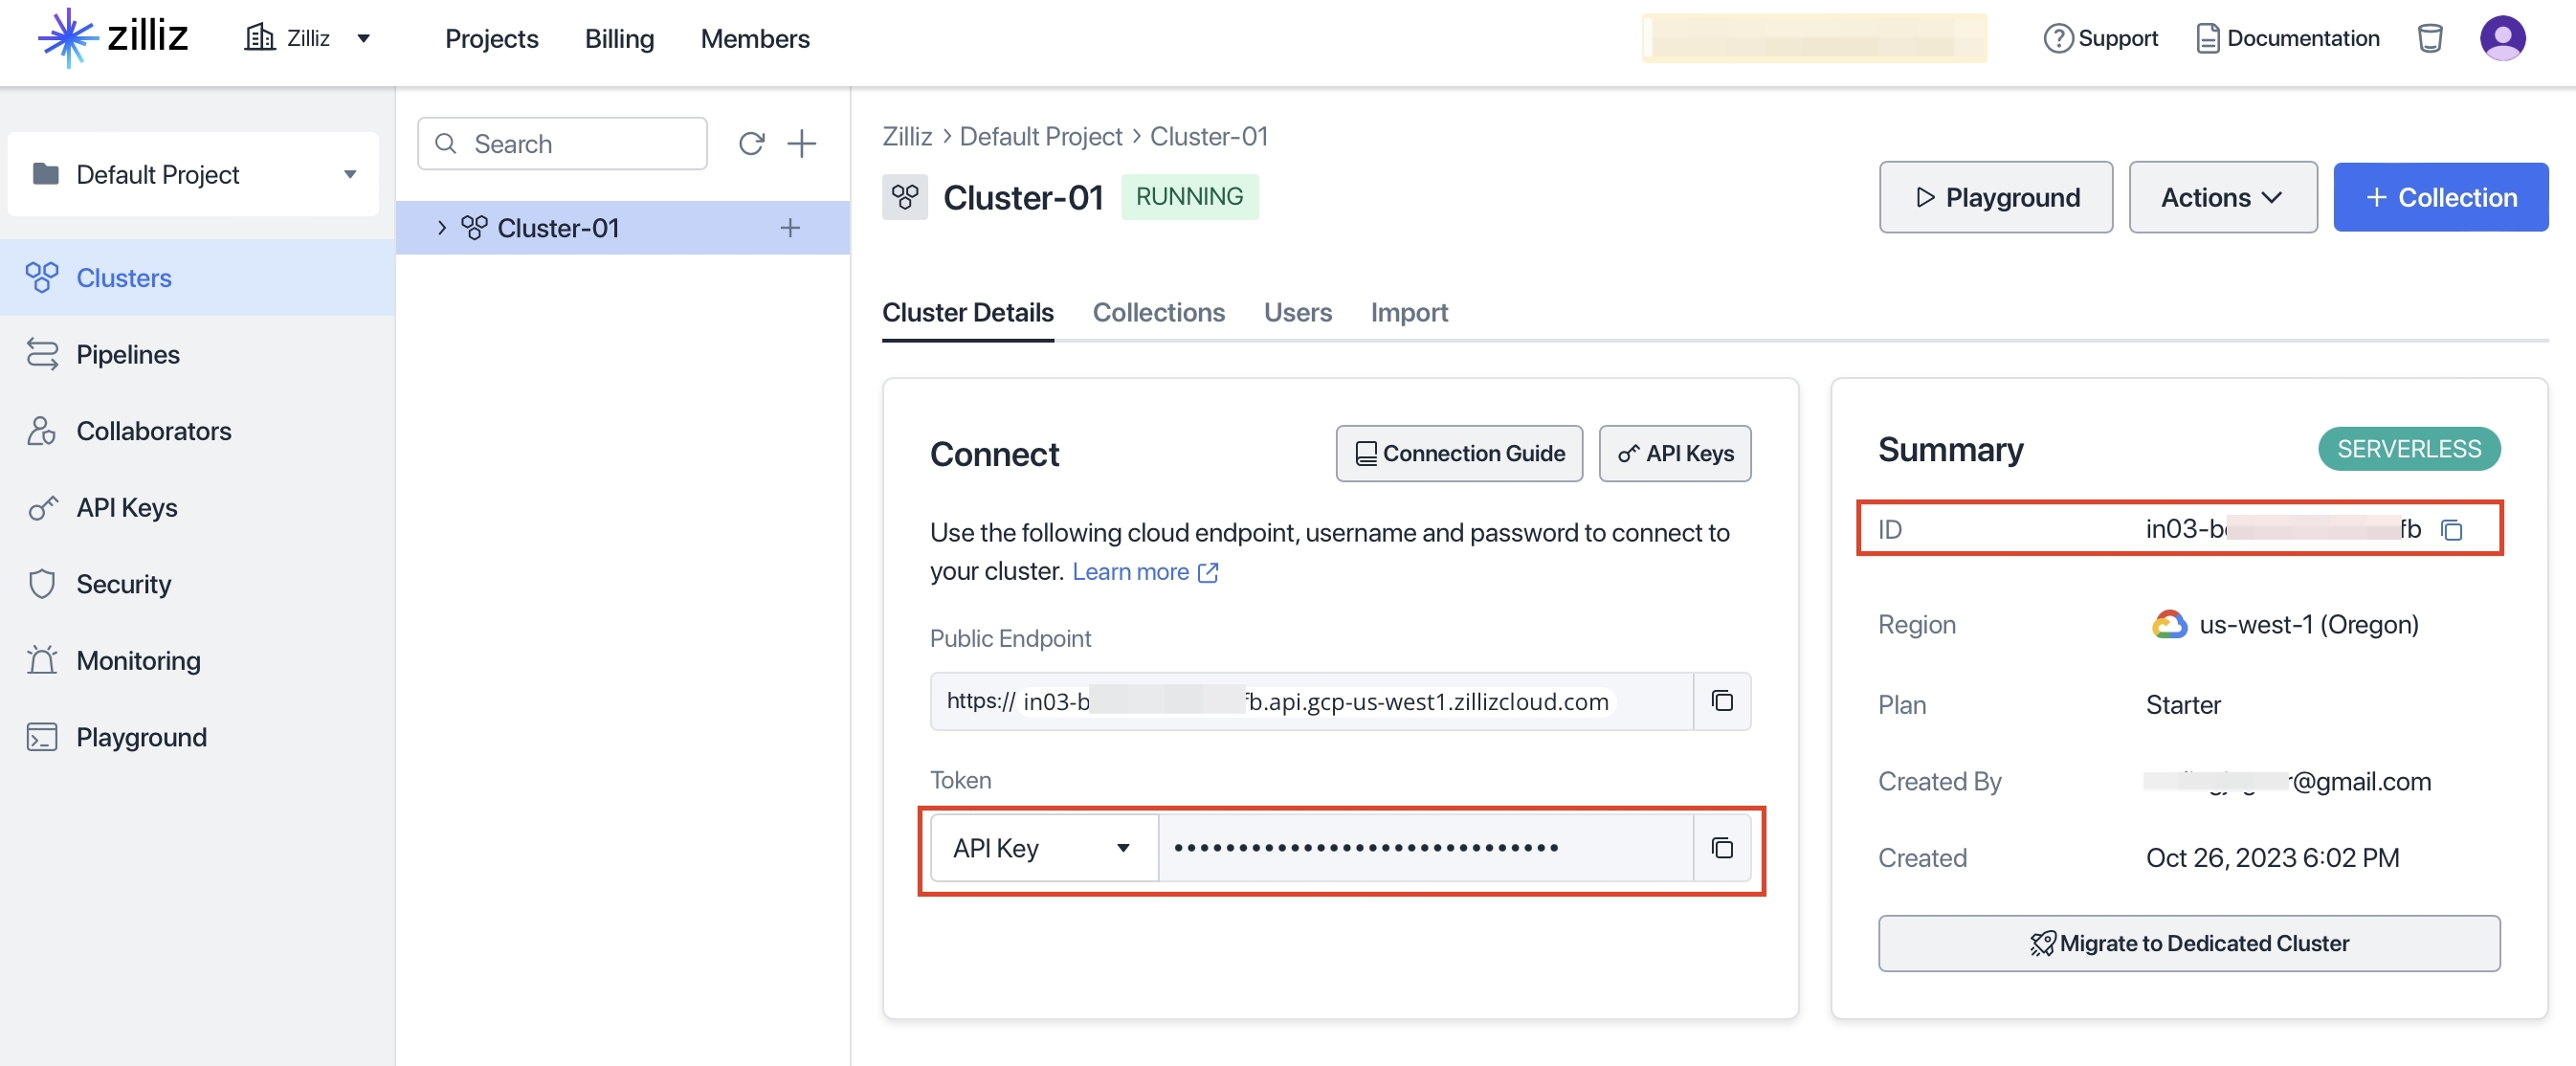 zilliz
Zilliz
Projects
Billing
Members
Support
Documentation
Default Project
Clusters
Pipelines
Collaborators
API Keys
Security
Monitoring
Playground
Search
Cluster-01
Zilliz > Default Project > Cluster-01
Cluster-01 RUNNING
Playground
Actions
+ Collection
Cluster Details
Collections
Users
Import
Connect
Connection Guide
API Keys
Use the following cloud endpoint, username and password to connect to
your cluster. Learn more
Public Endpoint
https:// in03-b fb.api.gcp-us-west1.zillizcloud.com
Token
API Key ••••••••••••••••••••••••••••••
Summary
SERVERLESS
ID in03-b fb
Region us-west-1 (Oregon)
Plan Starter
Created By @gmail.com
Created Oct 26, 2023 6:02 PM
Migrate to Dedicated Cluster